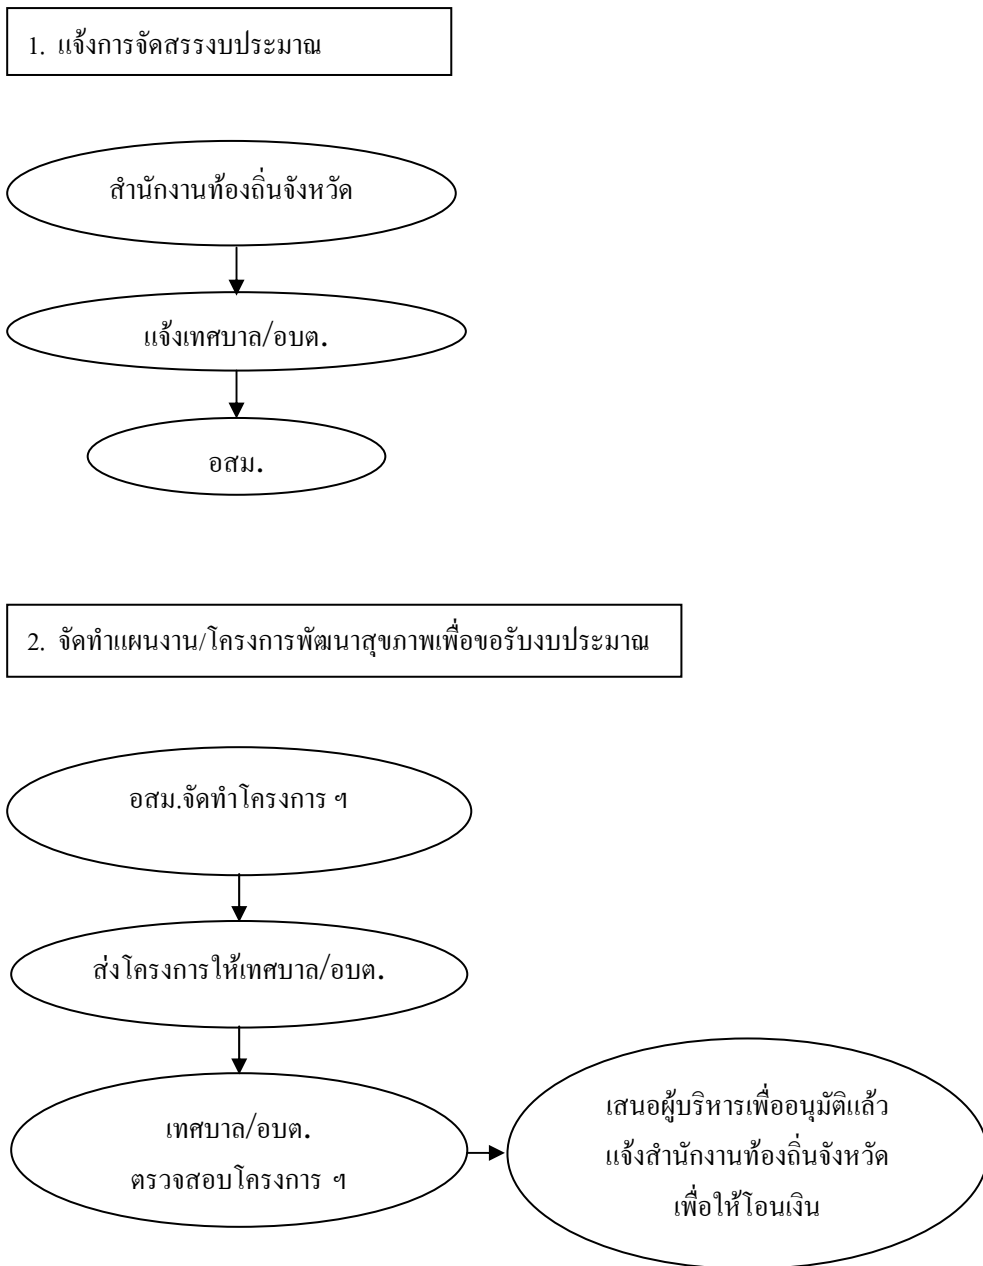 1. แจ้งการจัดสรรงบประมาณ
สำนักงานท้องถิ่นจังหวัด
แจ้งเทศบาล/อบต.
อสม.
2. จัดทำแผนงาน/โครงการพัฒนาสุขภาพเพื่อขอรับงบประมาณ
อสม.จัดทำโครงการ ฯ
ส่งโครงการให้เทศบาล/อบต.
เทศบาล/อบต.
ตรวจสอบโครงการ ฯ
เสนอผู้บริหารเพื่ออนุมัติแล้ว
แจ้งสำนักงานท้องถิ่นจังหวัด
เพื่อให้โอนเงิน